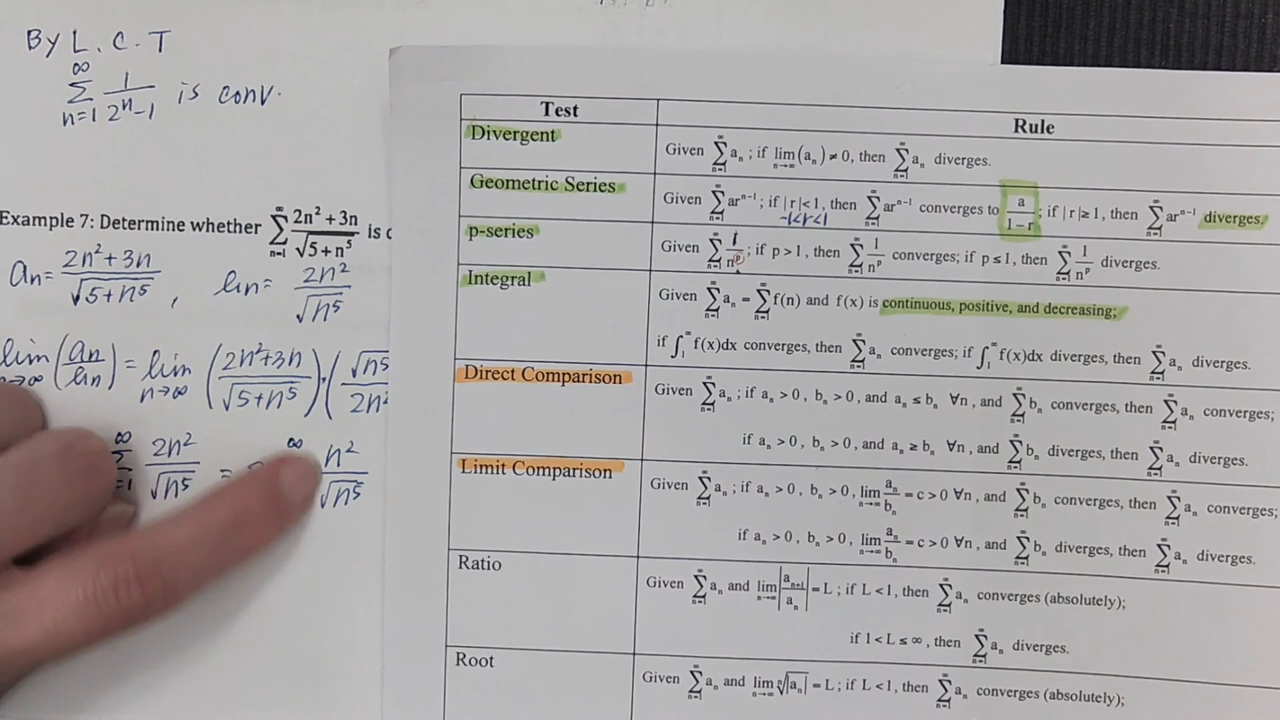 By L.C.T
∞
∑ 1/(2ⁿ-1) is conv.
n=1
Example 7: Determine whether ∑ₙ₌₁^∞ (2n² + 3n)/√(5 + n⁵) is
aₙ = (2n²+3n)/√(5+n⁵) , bₙ = 2n²/√n⁵
lim (aₙ/bₙ) = lim n→∞ ((2n²+3n)/√(5+n⁵)) · (√n⁵/2n²
∞ ∑ 2n²/√n⁵ = ∞ n²/√n⁵
Test Rule
Divergent
Given ∑ₙ₌₁^∞ aₙ ; if lim n→∞ (aₙ) ≠ 0, then ∑ₙ₌₁^∞ aₙ diverges.
Geometric Series
Given ∑ₙ₌₁^∞ arⁿ⁻¹ ; if |r|<1, then ∑ₙ₌₁^∞ arⁿ⁻¹ converges to a/(1-r) ; if |r|≥1, then ∑ₙ₌₁^∞ arⁿ⁻¹ diverges.
-1<r<1
p-series
Given ∑ₙ₌₁^∞ 1/nᵖ ; if p > 1, then ∑ₙ₌₁^∞ 1/nᵖ converges; if p ≤ 1, then ∑ₙ₌₁^∞ 1/nᵖ diverges.
Integral
Given ∑ₙ₌₁^∞ aₙ = ∑ₙ₌₁^∞ f(n) and f(x) is continuous, positive, and decreasing;
if ∫₁^∞ f(x)dx converges, then ∑ₙ₌₁^∞ aₙ converges; if ∫₁^∞ f(x)dx diverges, then ∑ₙ₌₁^∞ aₙ diverges.
Direct Comparison
Given ∑ₙ₌₁^∞ aₙ ; if aₙ > 0, bₙ > 0, and aₙ ≤ bₙ ∀n, and ∑ₙ₌₁^∞ bₙ converges, then ∑ₙ₌₁^∞ aₙ converges;
if aₙ > 0, bₙ > 0, and aₙ ≥ bₙ ∀n, and ∑ₙ₌₁^∞ bₙ diverges, then ∑ₙ₌₁^∞ aₙ diverges.
Limit Comparison
Given ∑ₙ₌₁^∞ aₙ ; if aₙ > 0, bₙ > 0, lim n→∞ aₙ/bₙ = c > 0 ∀n, and ∑ₙ₌₁^∞ bₙ converges, then ∑ₙ₌₁^∞ aₙ converges;
if aₙ > 0, bₙ > 0, lim n→∞ aₙ/bₙ = c > 0 ∀n, and ∑ₙ₌₁^∞ bₙ diverges, then ∑ₙ₌₁^∞ aₙ diverges.
Ratio
Given ∑ₙ₌₁^∞ aₙ and lim n→∞ |aₙ₊₁/aₙ| = L ; if L < 1, then ∑ₙ₌₁^∞ aₙ converges (absolutely);
if 1 < L ≤ ∞, then ∑ₙ₌₁^∞ aₙ diverges.
Root
Given ∑ₙ₌₁^∞ aₙ and lim n→∞ ⁿ√|aₙ| = L ; if L < 1, then ∑ₙ₌₁^∞ aₙ converges (absolutely);